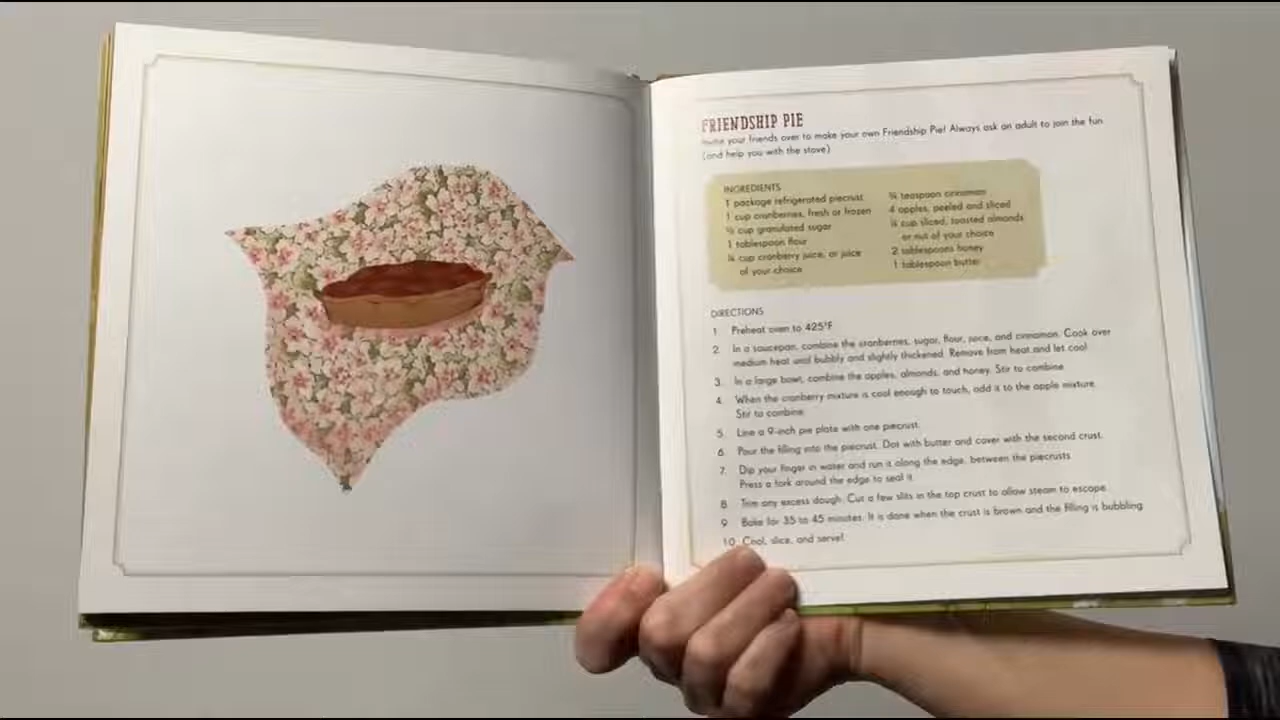 FRIENDSHIP PIE
Invite your friends over to make your own Friendship Pie! Always ask an adult to join the fun
(and help you with the stove)
INGREDIENTS
1 package refrigerated piecrust
1 cup cranberries, fresh or frozen
cup granulated sugar
1 tablespoon flour
¼ cup cranberry juice, or juice
of your choice
teaspoon cinnamon
4 apples, peeled and sliced
cup sliced, toasted almonds
or nut of your choice
2 tablespoons honey
1 tablespoon butter
DIRECTIONS
1. Preheat oven to 425°F
2. In a saucepan, combine the cranberries, sugar, flour, juice, and cinnamon. Cook over
medium heat until bubbly and slightly thickened. Remove from heat and let cool
3. In a large bowl, combine the apples, almonds, and honey. Stir to combine
4. When the cranberry mixture is cool enough to touch, add it to the apple mixture.
Stir to combine.
5. Line a 9-inch pie plate with one piecrust.
6. Pour the filling into the piecrust. Dot with butter and cover with the second crust.
7. Dip your finger in water and run it along the edge, between the piecrusts.
Press a fork around the edge to seal it.
8. Trim any excess dough. Cut a few slits in the top crust to allow steam to escape.
9. Bake for 35 to 45 minutes. It is done when the crust is brown and the filling is bubbling.
10. Cool, slice, and serve!